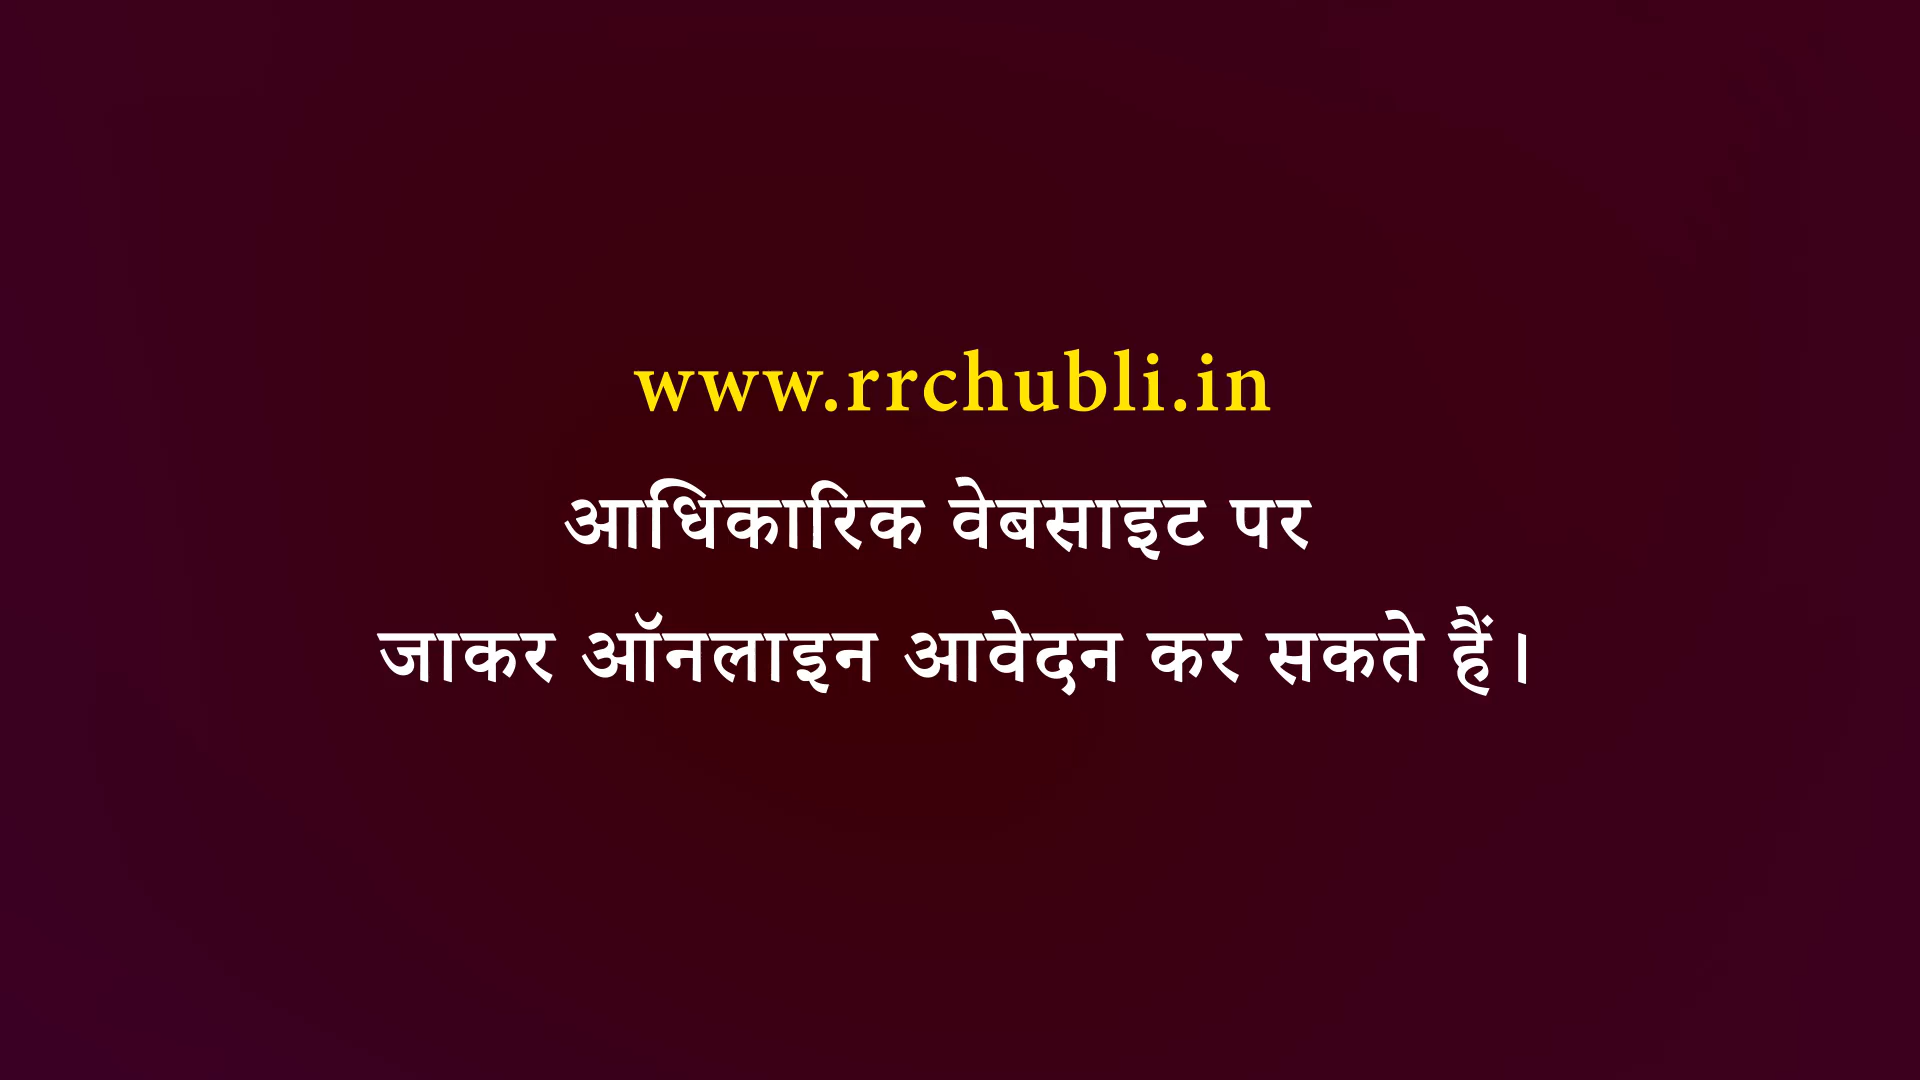 www.rrchubli.in
आधिकारिक वेबसाइट पर
जाकर ऑनलाइन आवेदन कर सकते हैं।